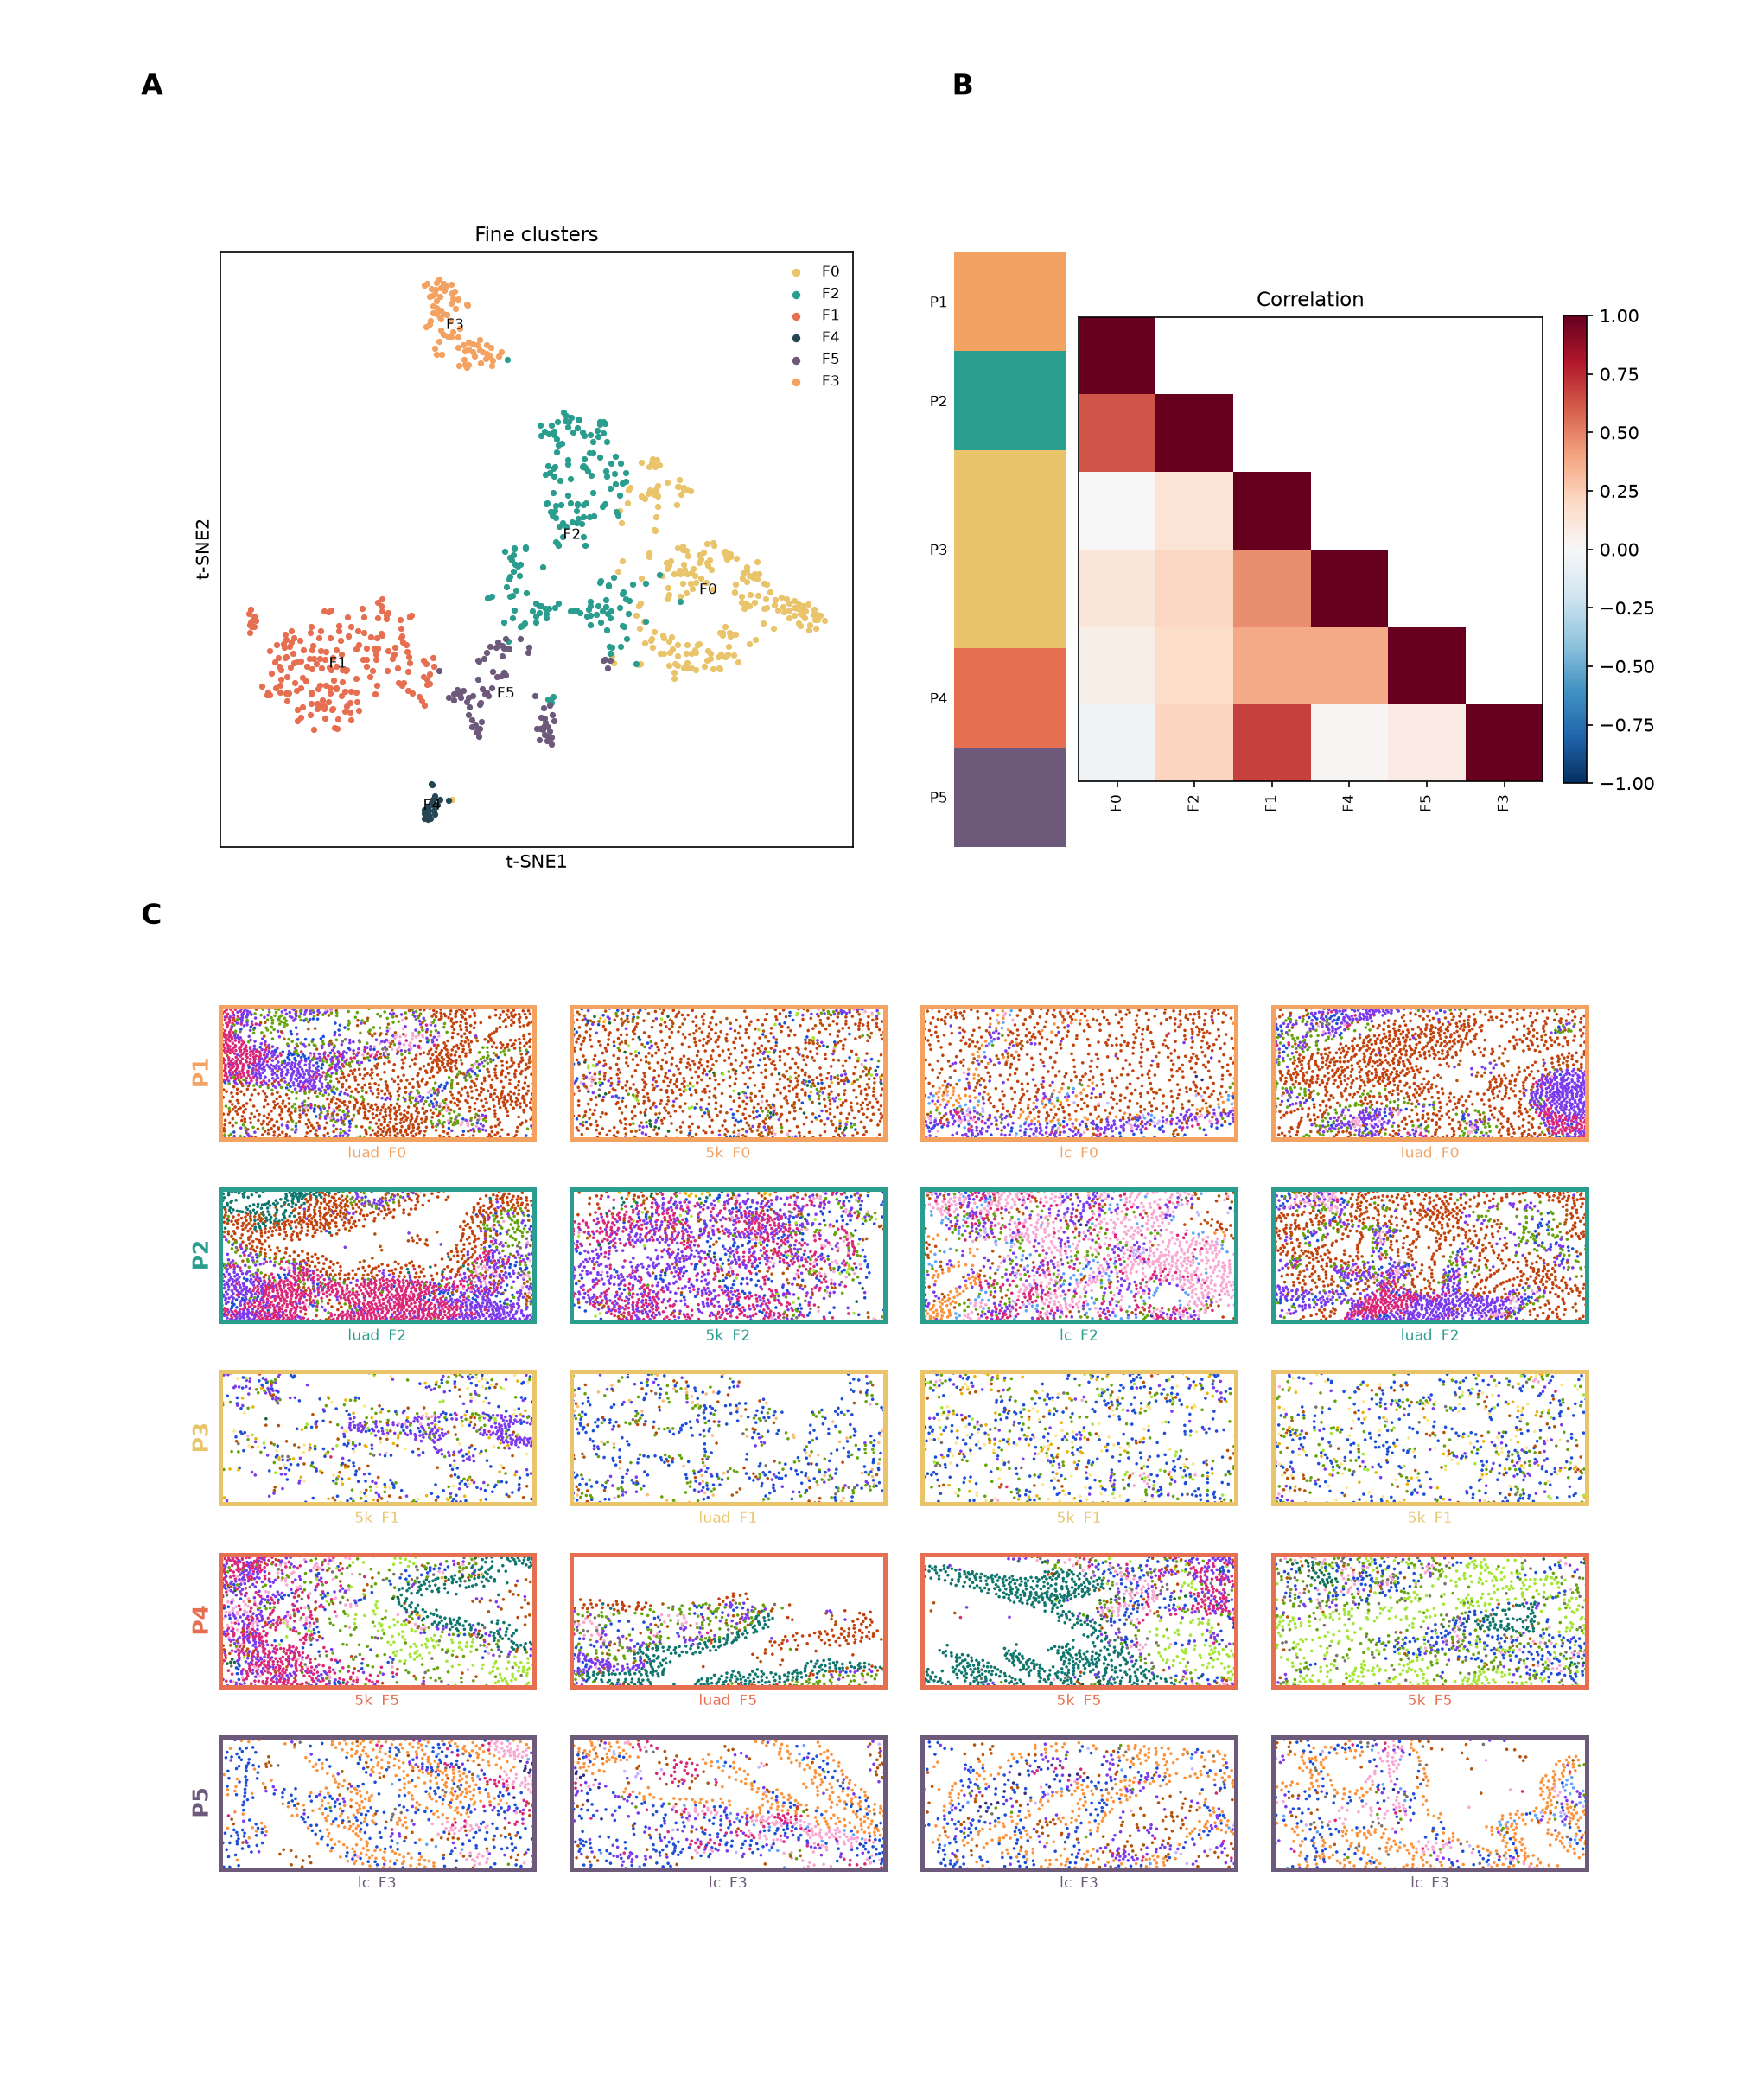 A
B
Fine clusters
F0
F2
F1
F4
F5
F3
F3
F2
F0
F1
F5
F4
t-SNE2
t-SNE1
P1
P2
P3
P4
P5
Correlation
1.00
0.75
0.50
0.25
0.00
−0.25
−0.50
−0.75
−1.00
F0
F2
F1
F4
F5
F3
C
P1
luad F0
5k F0
lc F0
luad F0
P2
luad F2
5k F2
lc F2
luad F2
P3
5k F1
luad F1
5k F1
5k F1
P4
5k F5
luad F5
5k F5
5k F5
P5
lc F3
lc F3
lc F3
lc F3